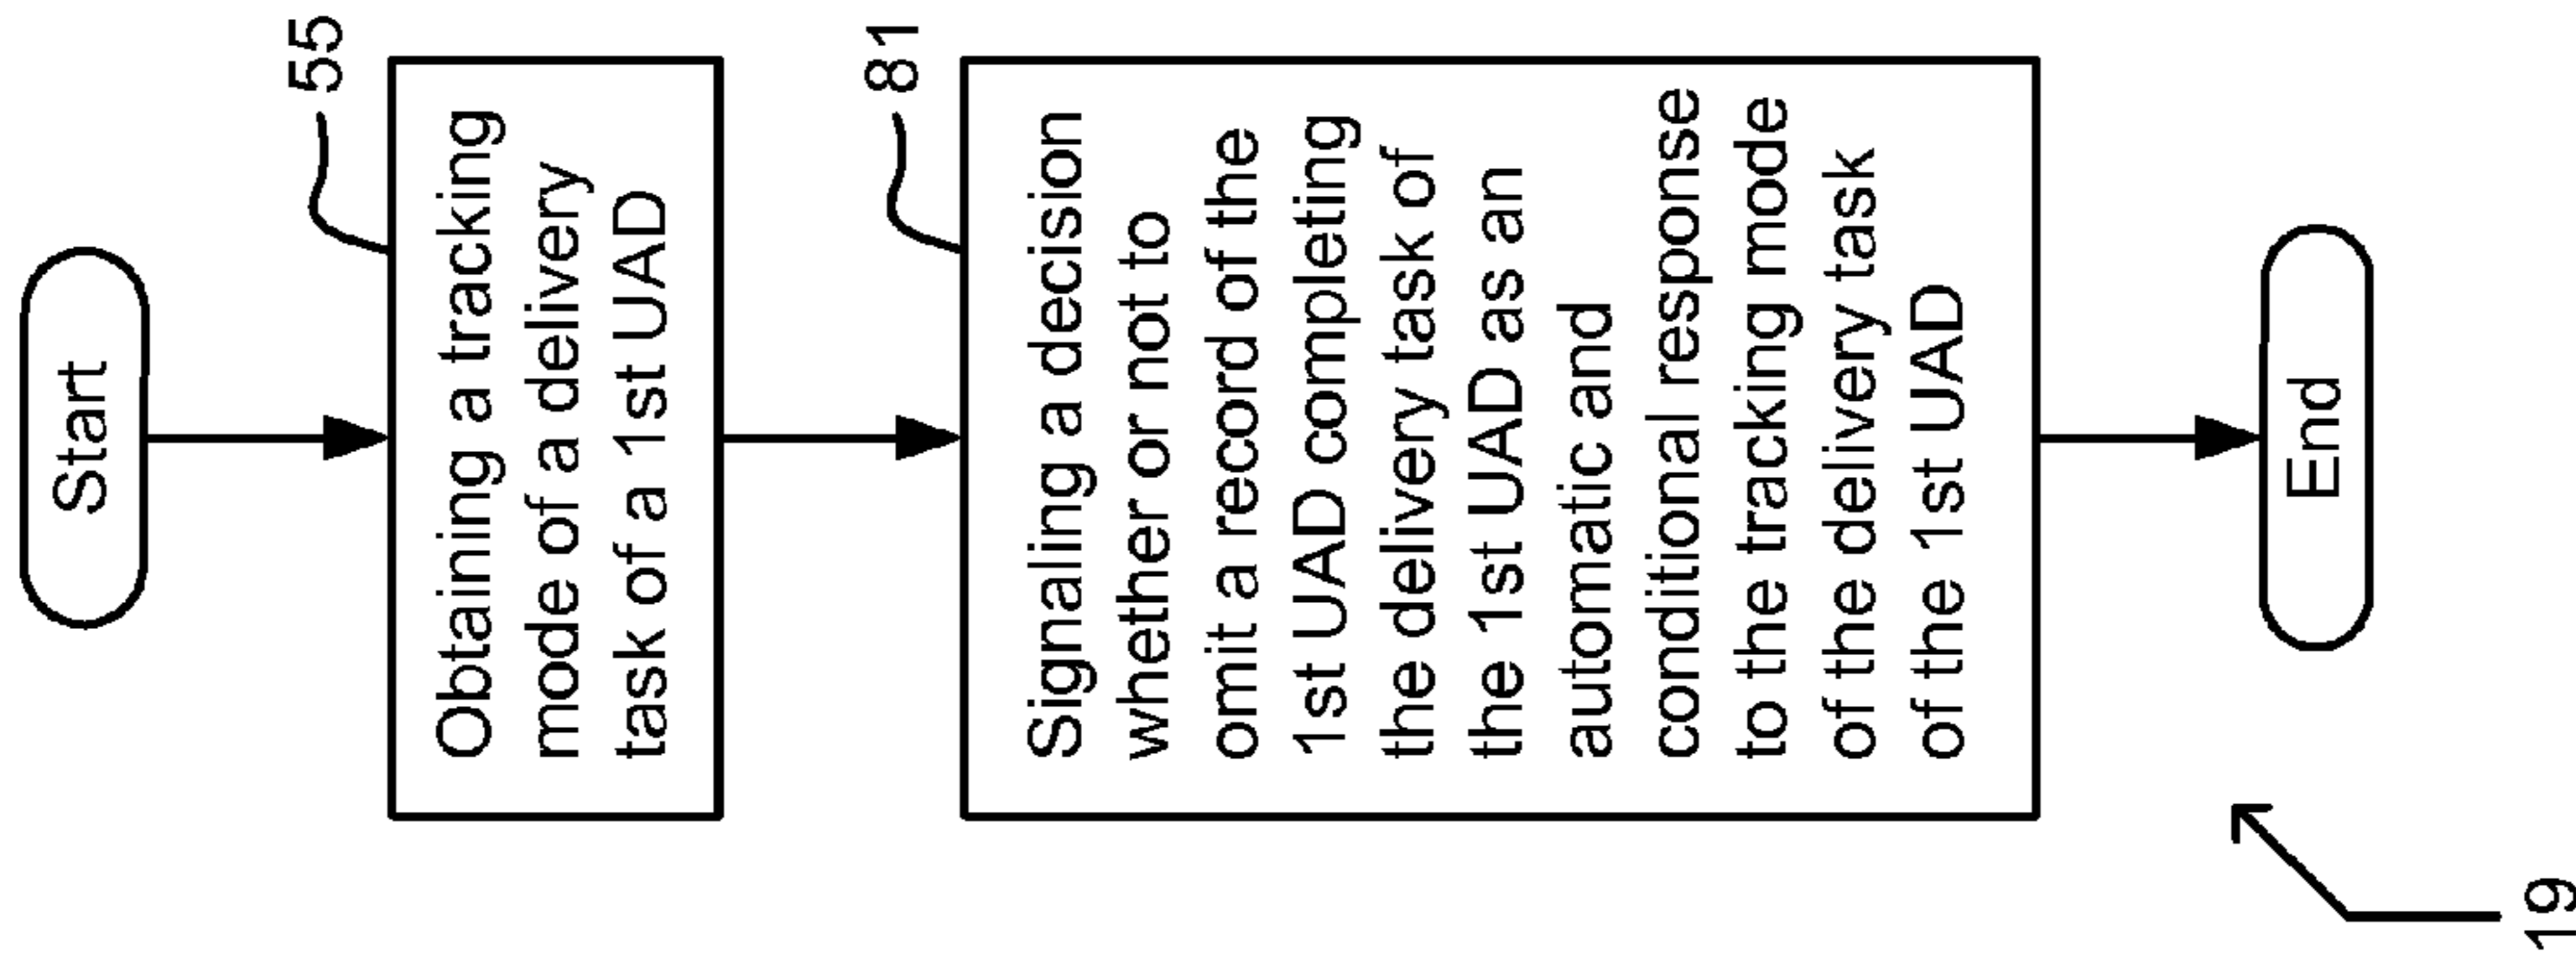 Start
55
Obtaining a tracking
mode of a delivery
task of a 1st UAD
81
Signaling a decision
whether or not to
omit a record of the
1st UAD completing
the delivery task of
the 1st UAD as an
automatic and
conditional response
to the tracking mode
of the delivery task
of the 1st UAD
End
19